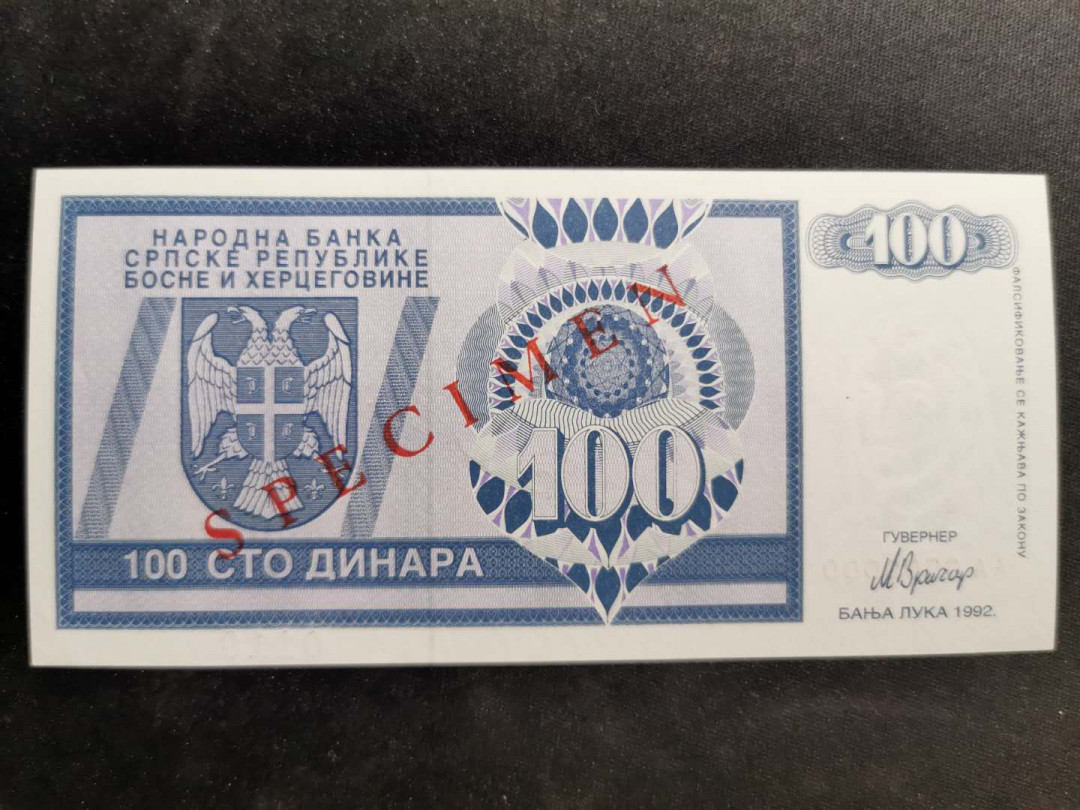 НАРОДНА БАНКА
СРПСКЕ РЕПУБЛИКЕ
БОСНЕ И ХЕРЦЕГОВИНЕ
100
ФАЛСИФИКОВАЊЕ СЕ КАЖЊАВА ПО ЗАКОНУ
SPECIMEN
100
100 СТО ДИНАРА
ГУВЕРНЕР
М Врачар
БАЊА ЛУКА 1992.